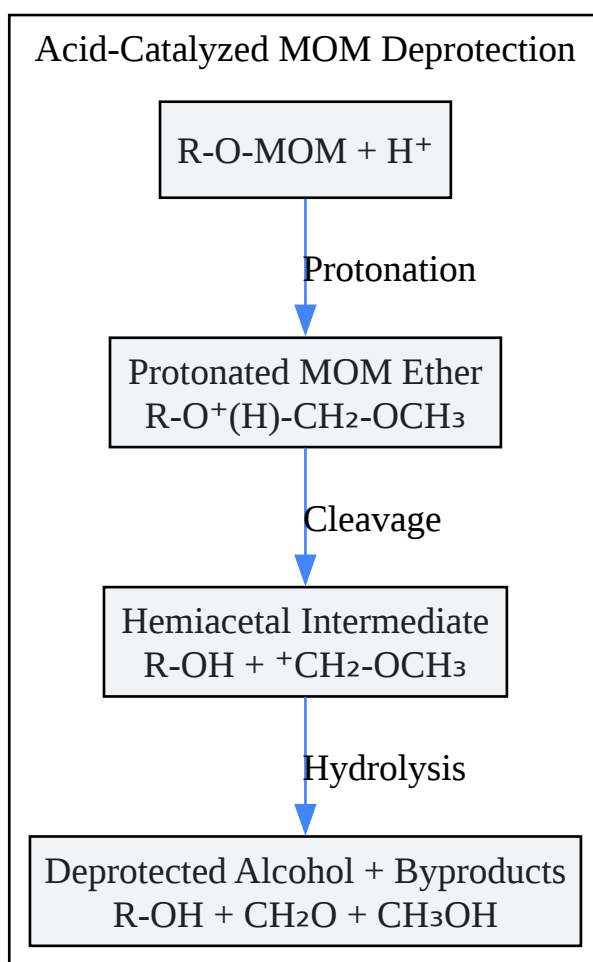 Acid-Catalyzed MOM Deprotection
R-O-MOM + H⁺
Protonation
Protonated MOM Ether
R-O⁺(H)-CH₂-OCH₃
Cleavage
Hemiacetal Intermediate
R-OH + ⁺CH₂-OCH₃
Hydrolysis
Deprotected Alcohol + Byproducts
R-OH + CH₂O + CH₃OH